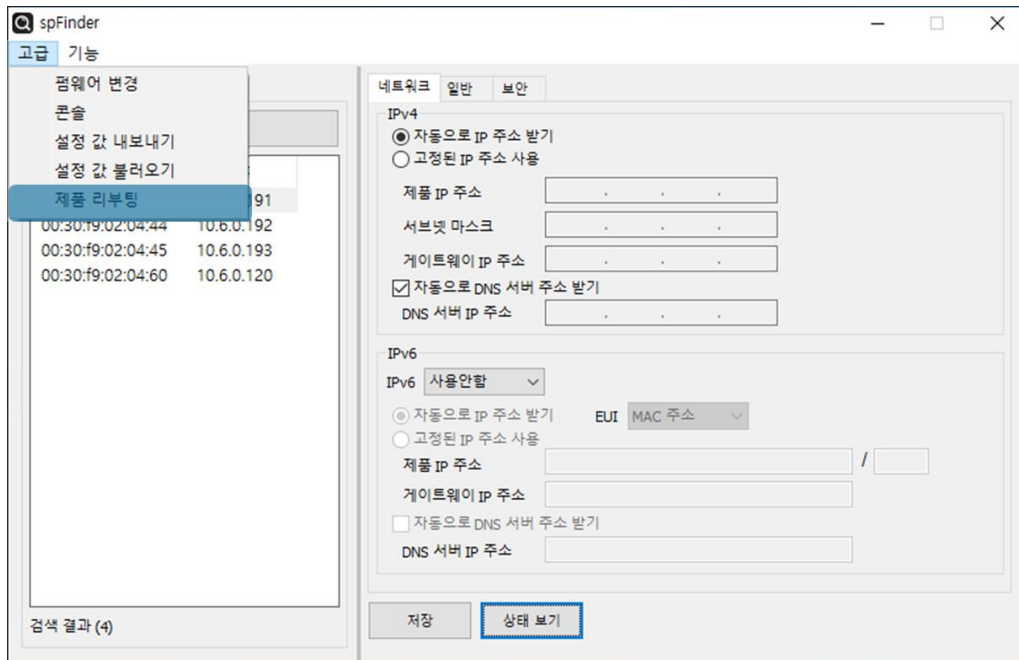 spFinder
고급 기능
펌웨어 변경
콘솔
설정 값 내보내기
설정 값 불러오기
제품 리부팅
191
00:30:f9:02:04:44 10.6.0.192
00:30:f9:02:04:45 10.6.0.193
00:30:f9:02:04:60 10.6.0.120
검색 결과 (4)
네트워크 일반 보안
IPv4
자동으로 IP 주소 받기
고정된 IP 주소 사용
제품 IP 주소 . . .
서브넷 마스크 . . .
게이트웨이 IP 주소 . . .
자동으로 DNS 서버 주소 받기
DNS 서버 IP 주소 . . .
IPv6
IPv6 사용안함
자동으로 IP 주소 받기 EUI MAC 주소
고정된 IP 주소 사용
제품 IP 주소 /
게이트웨이 IP 주소
자동으로 DNS 서버 주소 받기
DNS 서버 IP 주소
저장 상태 보기